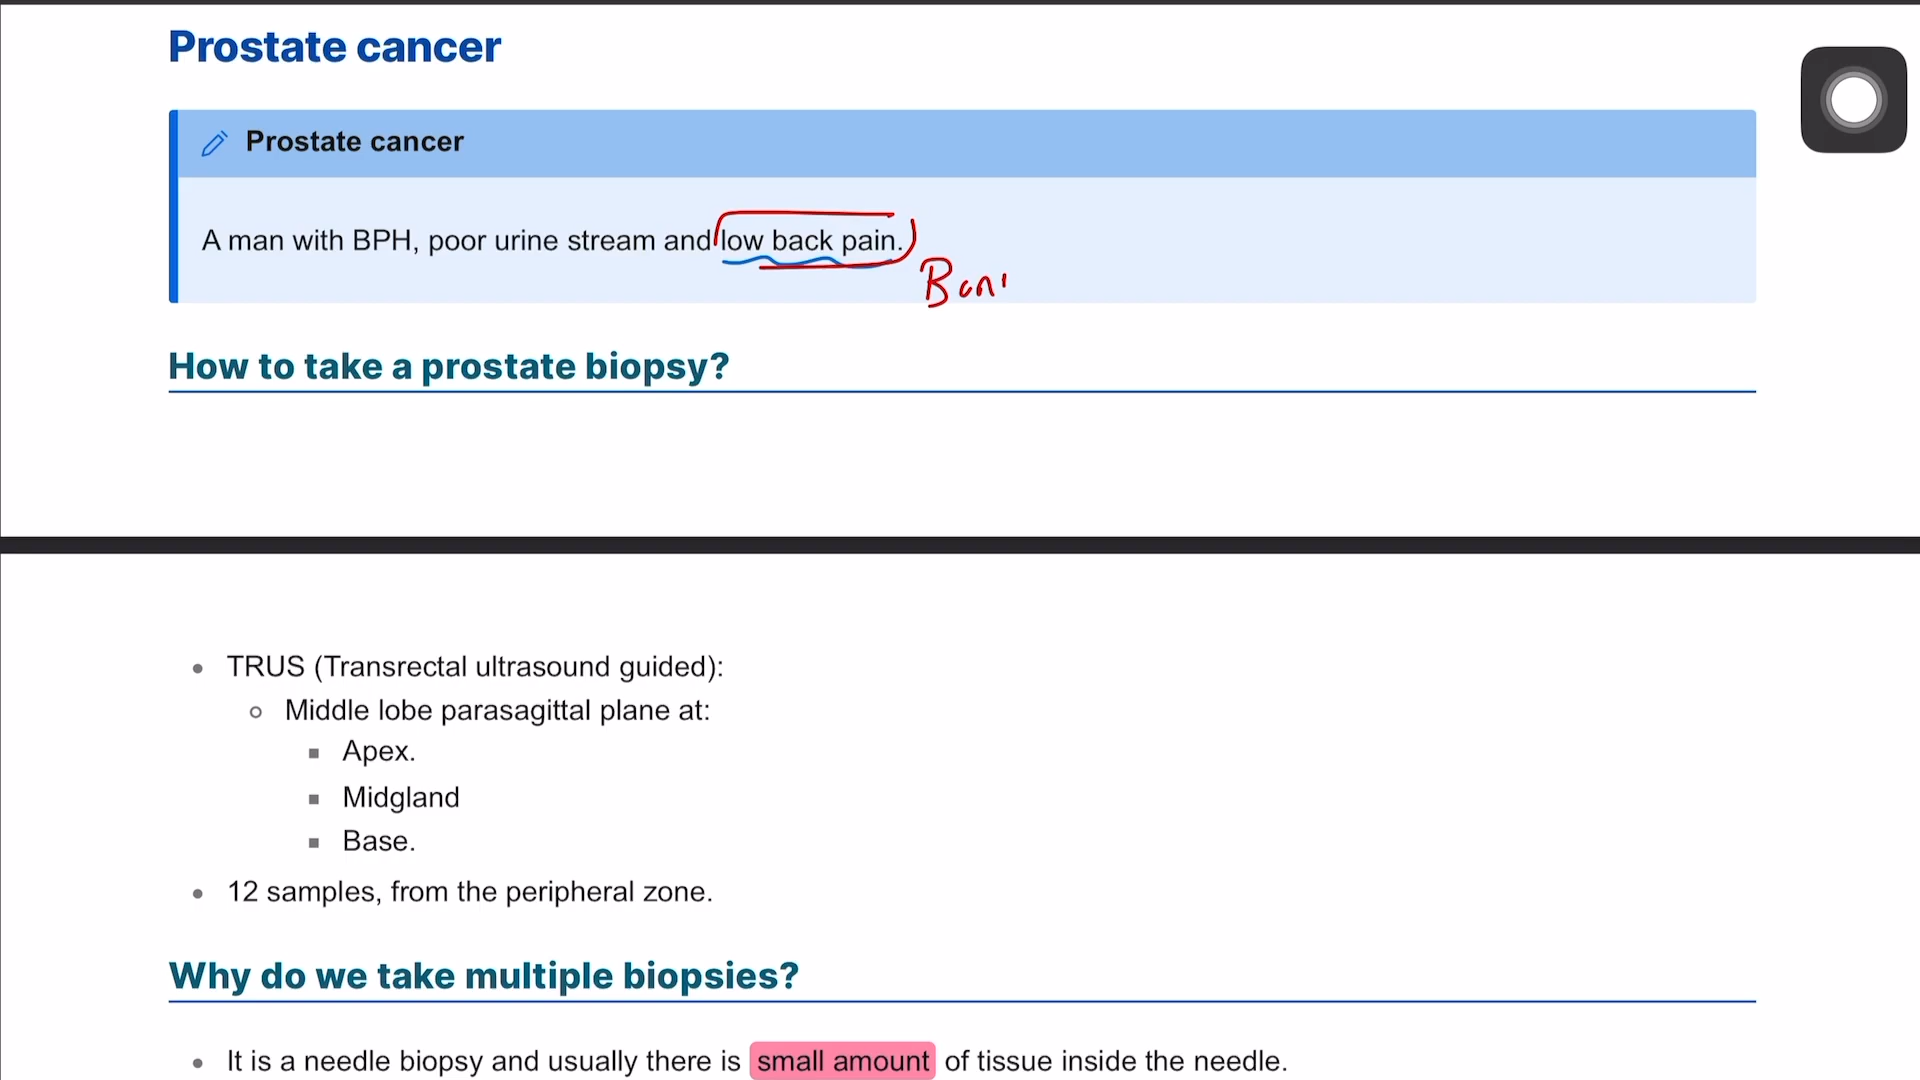 Prostate cancer
Prostate cancer
A man with BPH, poor urine stream and low back pain.
How to take a prostate biopsy?
TRUS (Transrectal ultrasound guided):
Middle lobe parasagittal plane at:
Apex.
Midgland
Base.
12 samples, from the peripheral zone.
Why do we take multiple biopsies?
It is a needle biopsy and usually there is small amount of tissue inside the needle.